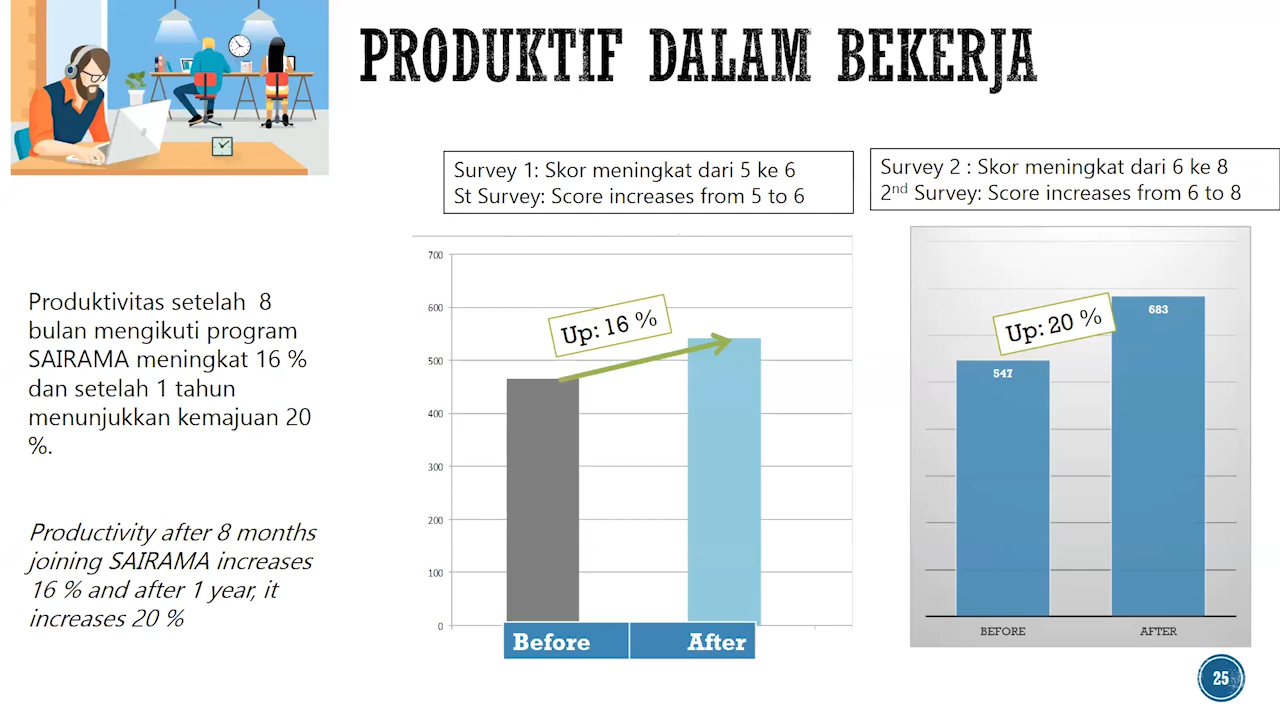 PRODUKTIF DALAM BEKERJA
Survey 1: Skor meningkat dari 5 ke 6
St Survey: Score increases from 5 to 6
Survey 2 : Skor meningkat dari 6 ke 8
2nd Survey: Score increases from 6 to 8
Produktivitas setelah 8
bulan mengikuti program
SAIRAMA meningkat 16 %
dan setelah 1 tahun
menunjukkan kemajuan 20
%.
Productivity after 8 months
joining SAIRAMA increases
16 % and after 1 year, it
increases 20 %
700
600
500
400
300
200
100
0
Up: 16 %
Before
After
Up: 20 %
547
683
BEFORE
AFTER
25